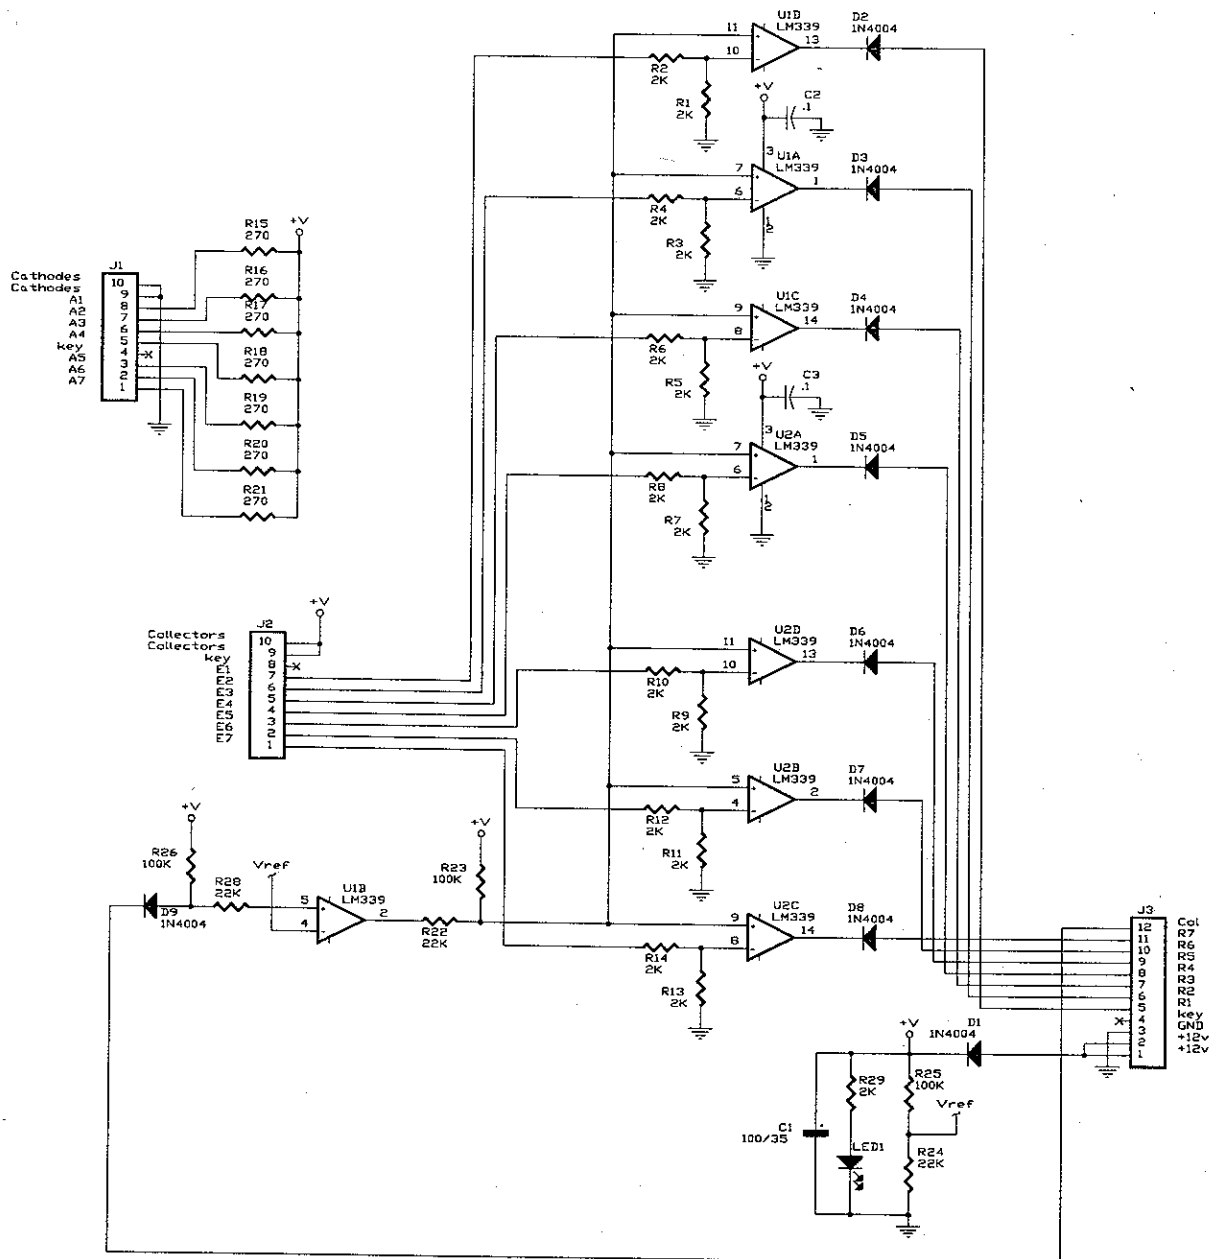 U1D
LM339
11
10
13
D2
1N4004
R2
2K
R1
2K
+V
C2
.1
3
U1A
LM339
7
6
1
12
D3
1N4004
R4
2K
R3
2K
U1C
LM339
9
8
14
D4
1N4004
R6
2K
R5
2K
+V
C3
.1
3
U2A
LM339
7
6
1
12
D5
1N4004
R8
2K
R7
2K
+V
R15
270
R16
270
R17
270
R18
270
R19
270
R20
270
R21
270
J1
Cathodes 10
Cathodes 9
A1 8
A2 7
A3 6
A4 5
key 4
A5 3
A6 2
A7 1
+V
J2
Collectors 10
Collectors 9
key 8
E1 7
E2 6
E3 5
E4 4
E5 3
E6 2
E7 1
U2D
LM339
11
10
13
D6
1N4004
R10
2K
R9
2K
U2B
LM339
5
4
2
D7
1N4004
R12
2K
R11
2K
+V
R26
100K
D9
1N4004
R28
22K
Vref
U1B
LM339
5
4
2
R22
22K
+V
R23
100K
U2C
LM339
9
8
14
D8
1N4004
R14
2K
R13
2K
J3
12 Col
11 R7
10 R6
9 R5
8 R4
7 R3
6 R2
5 R1
4 key
3 GND
2 +12v
1 +12v
+V
D1
1N4004
R29
2K
R25
100K
Vref
C1
100/35
LED1
R24
22K